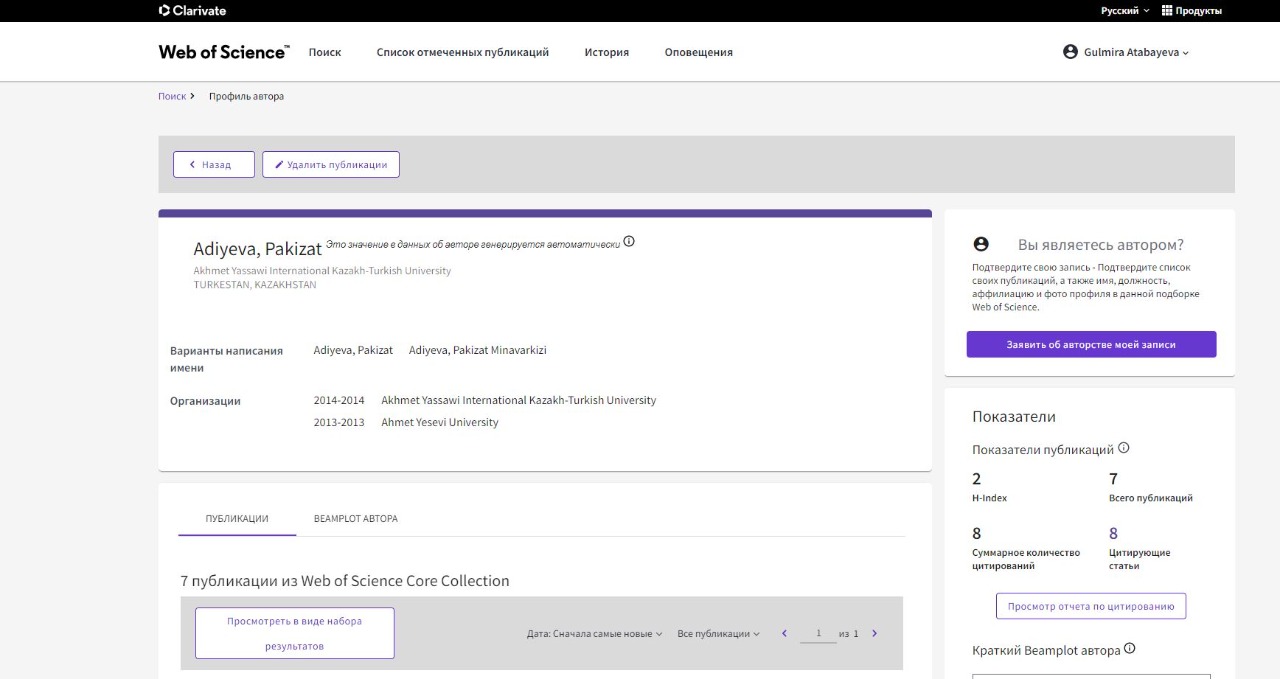 Clarivate
Русский
Продукты
Web of Science™
Поиск
Список отмеченных публикаций
История
Оповещения
Gulmira Atabayeva
Поиск
Профиль автора
Назад
Удалить публикации
Adiyeva, Pakizat Это значение в данных об авторе генерируется автоматически
Akhmet Yassawi International Kazakh-Turkish University
TURKESTAN, KAZAKHSTAN
Варианты написания
имени
Adiyeva, Pakizat Adiyeva, Pakizat Minavarkizi
Организации
2014-2014 Akhmet Yassawi International Kazakh-Turkish University
2013-2013 Ahmet Yesevi University
ПУБЛИКАЦИИ
BEAMPLOT АВТОРА
7 публикации из Web of Science Core Collection
Просмотреть в виде набора
результатов
Дата: Сначала самые новые
Все публикации
1 из 1
Вы являетесь автором?
Подтвердите свою запись - Подтвердите список
своих публикаций, а также имя, должность,
аффилиацию и фото профиля в данной подборке
Web of Science.
Заявить об авторстве моей записи
Показатели
Показатели публикаций
2
H-Index
7
Всего публикаций
8
Суммарное количество
цитирований
8
Цитирующие
статьи
Просмотр отчета по цитированию
Краткий Beamplot автора